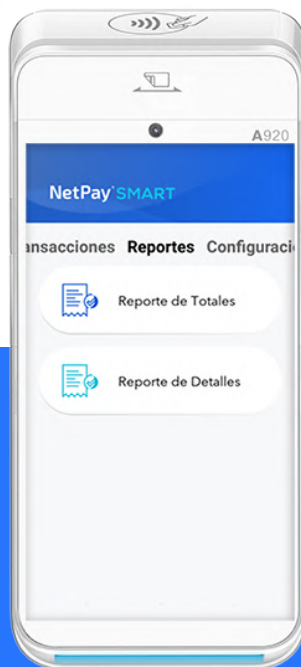 A920
NetPay SMART
ansacciones Reportes Configuraci
Reporte de Totales
Reporte de Detalles